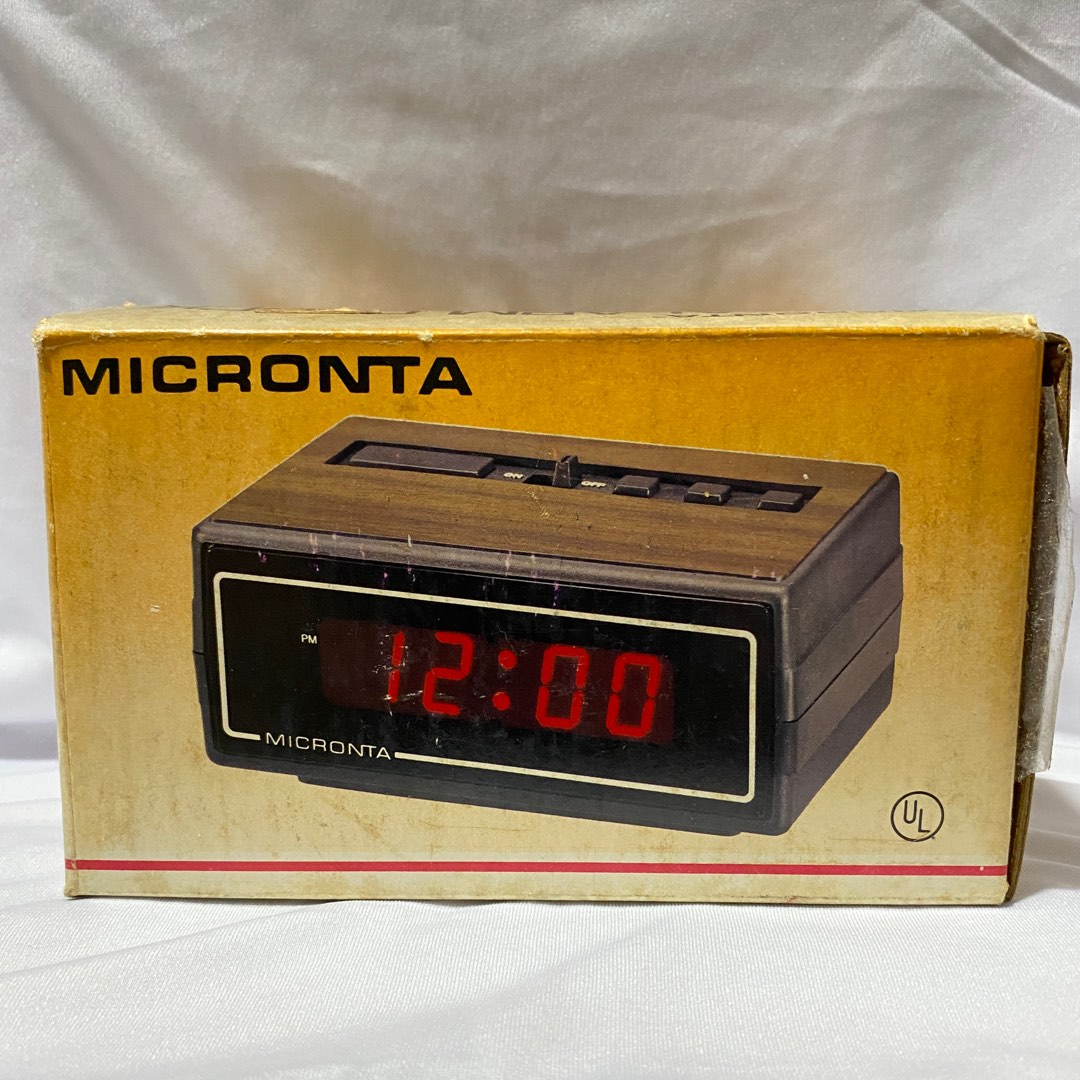 MICRONTA
ON OFF
PM
12:00
MICRONTA
UL